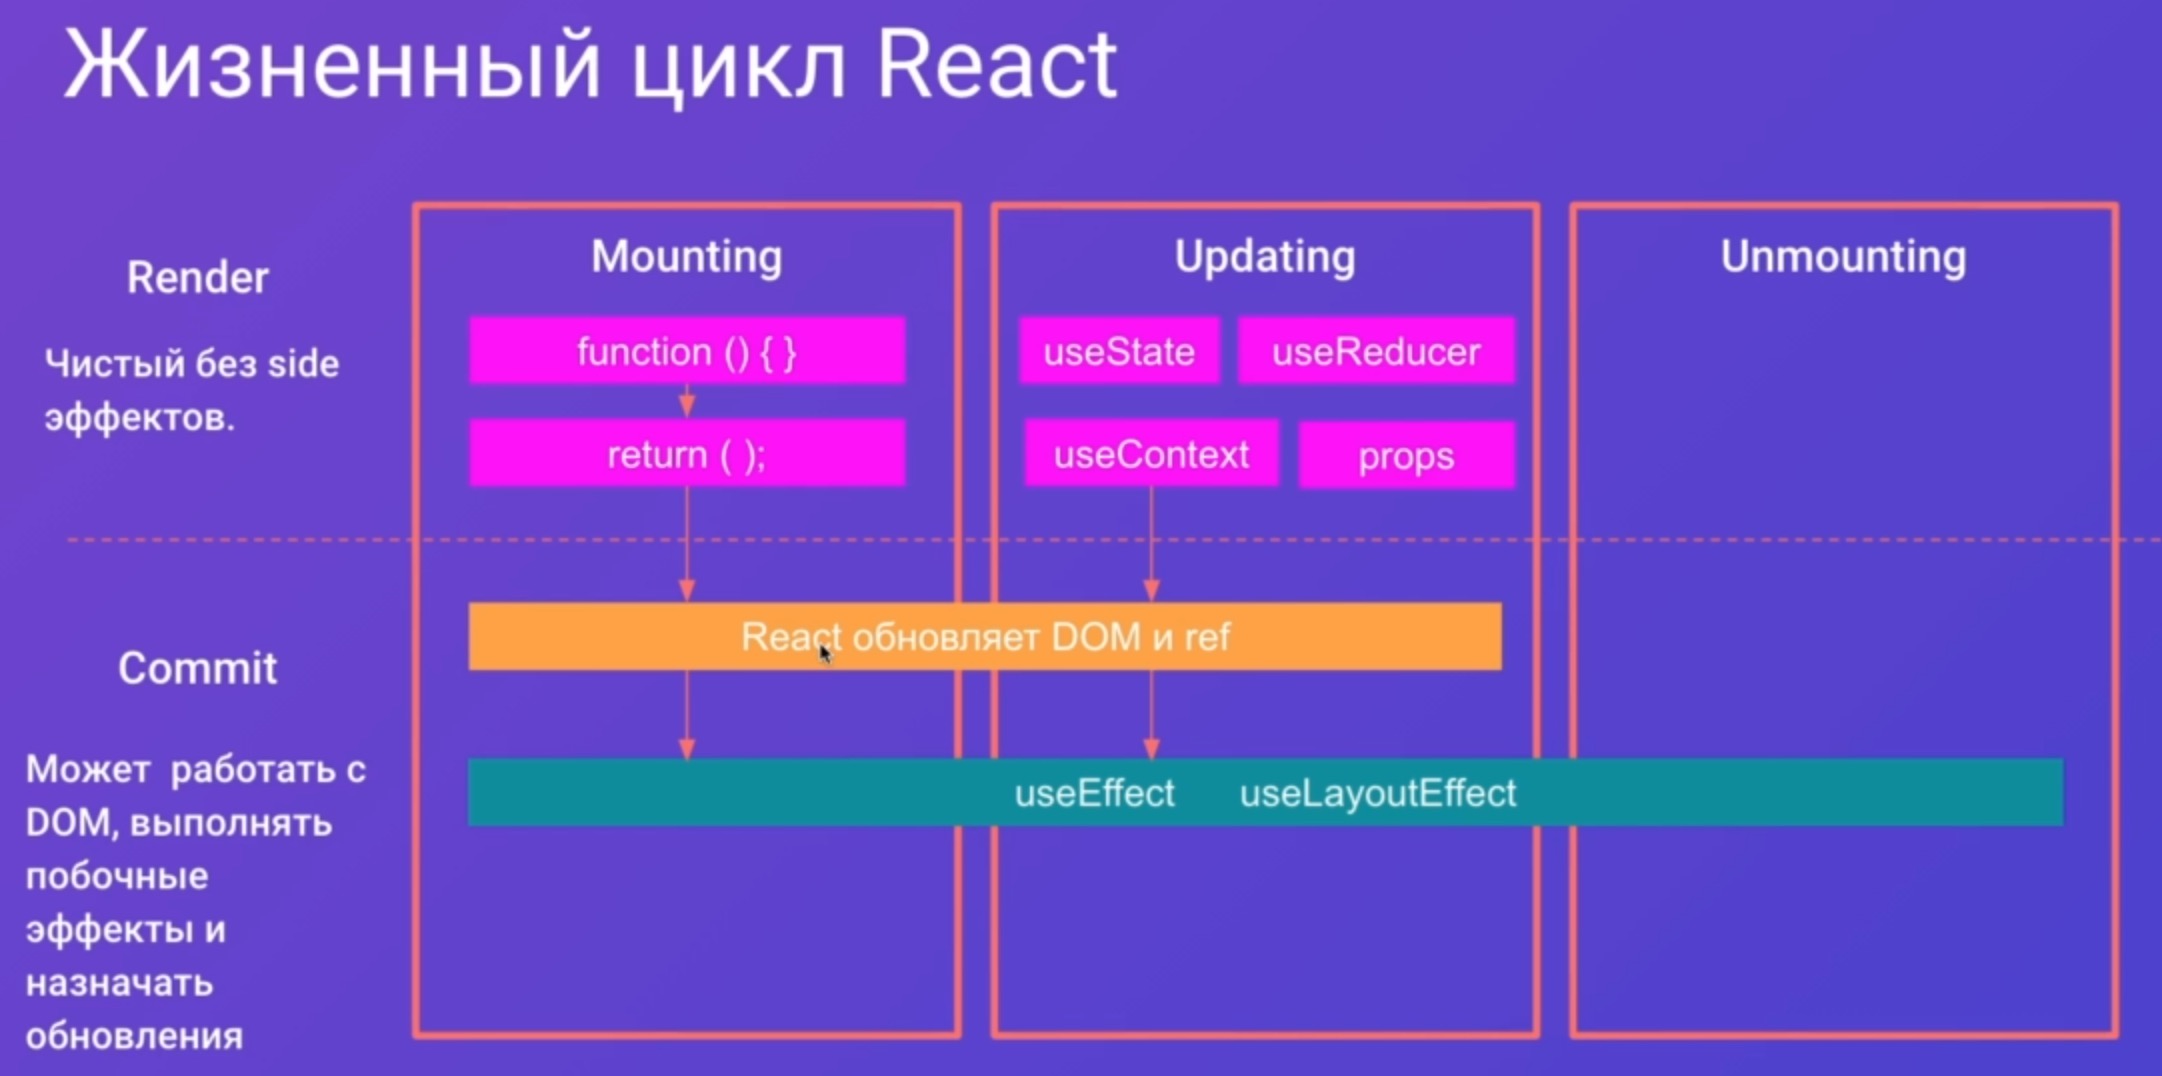 Жизненный цикл React
Render
Чистый без side
эффектов.
Mounting
function () { }
return ( );
Updating
useState useReducer
useContext props
Unmounting
Commit
Может работать с
DOM, выполнять
побочные
эффекты и
назначать
обновления
React обновляет DOM и ref
useEffect useLayoutEffect